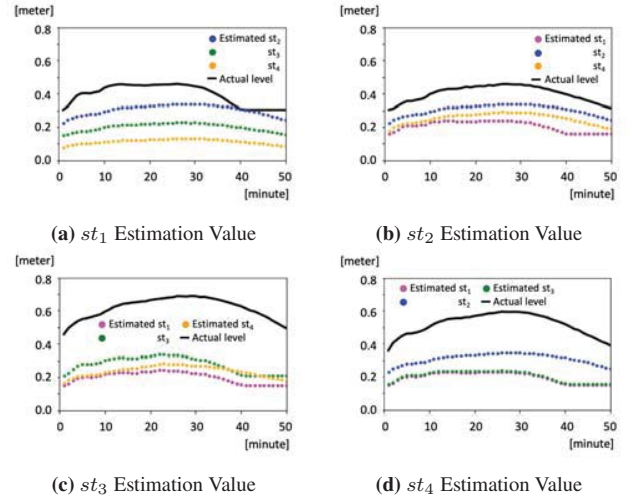 [meter]
0.8
0.6
0.4
0.2
0.0
Estimated st₂
st₃
st₄
Actual level
0 10 20 30 40 50
[minute]
(a) st₁ Estimation Value
[meter]
0.8
0.6
0.4
0.2
0.0
Estimated st₁
st₂
st₄
Actual level
0 10 20 30 40 50
[minute]
(b) st₂ Estimation Value
[meter]
0.8
0.6
0.4
0.2
0.0
Estimated st₁ Estimated st₄
st₃ Actual level
0 10 20 30 40 50
[minute]
(c) st₃ Estimation Value
[meter]
0.8
0.6
0.4
0.2
0.0
Estimated st₁ Estimated st₃
st₂ Actual level
0 10 20 30 40 50
[minute]
(d) st₄ Estimation Value